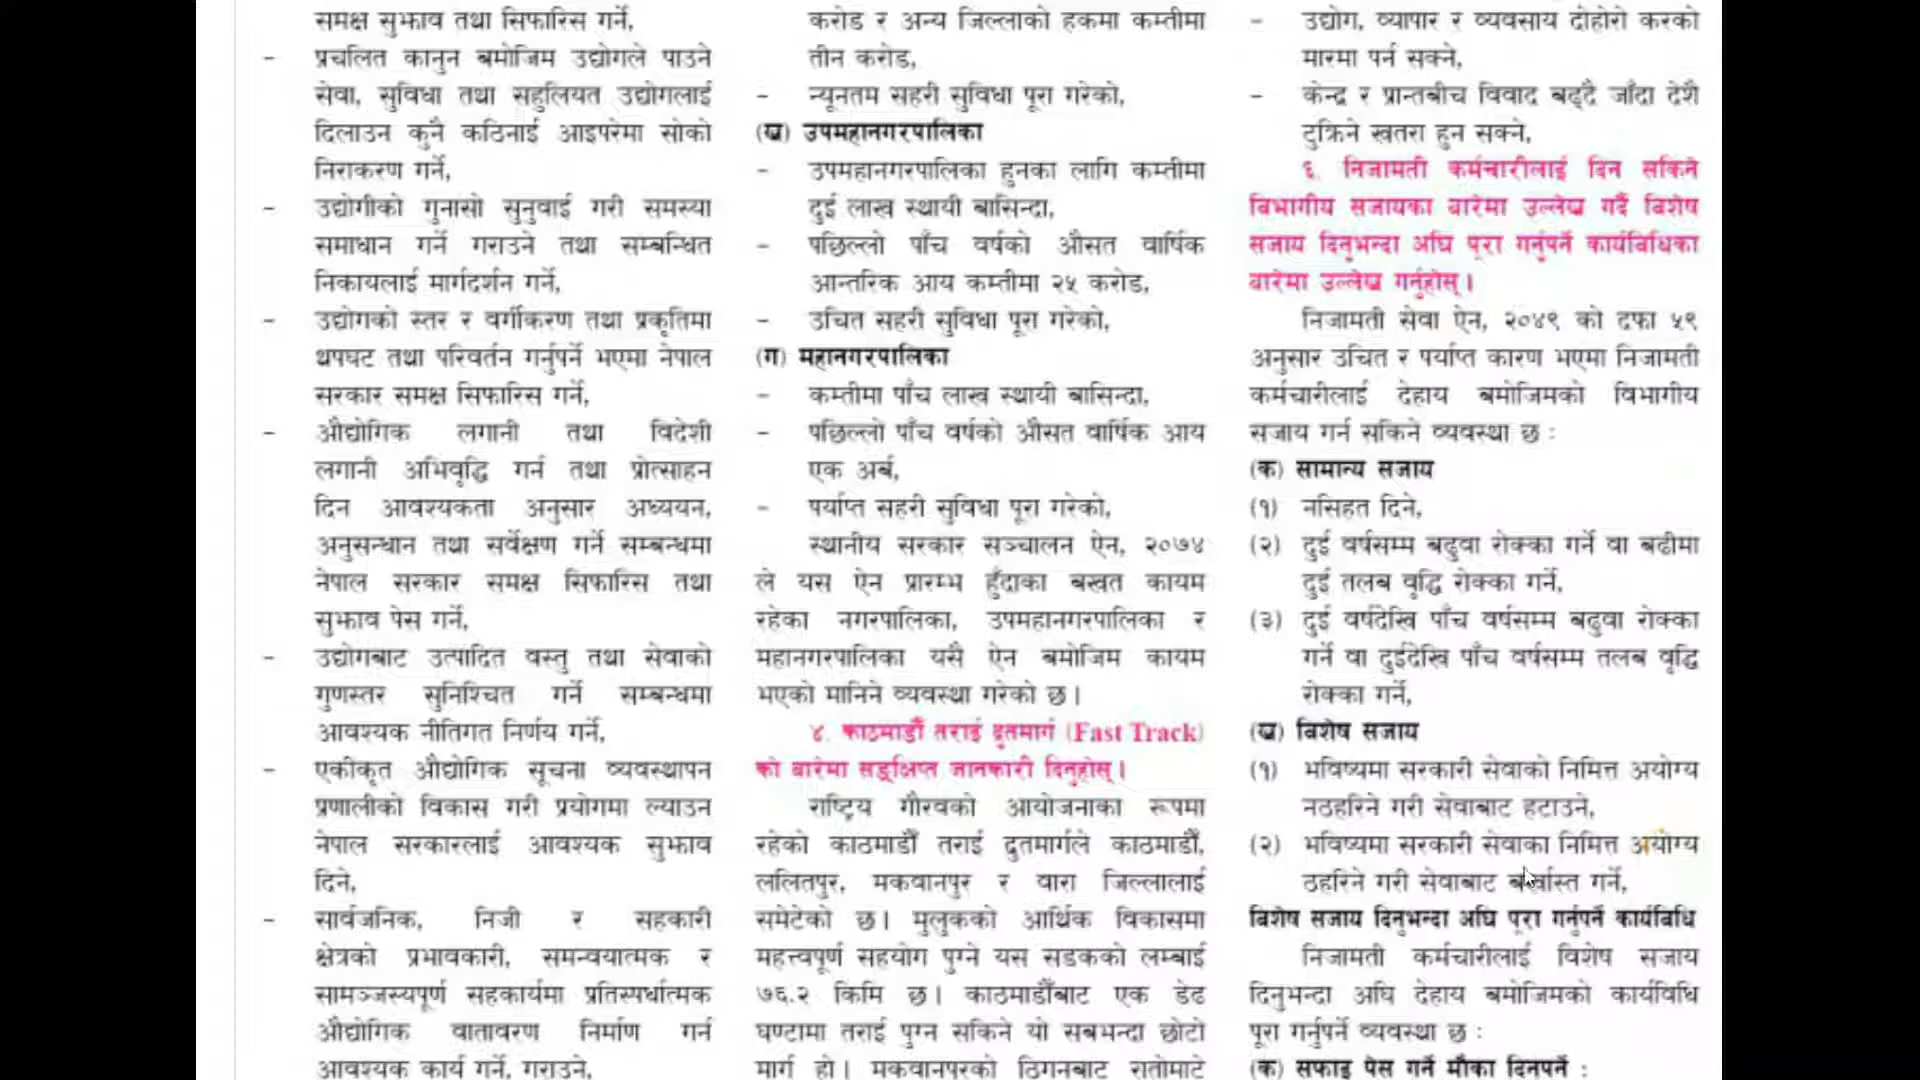 समक्ष सुझाव तथा सिफारिस गर्ने,
- प्रचलित कानुन बमोजिम उद्योगले पाउने
सेवा, सुविधा तथा सहुलियत उद्योगलाई
दिलाउन कुनै कठिनाई आइपरेमा सोको
निराकरण गर्ने,
- उद्योगीको गुनासो सुनुवाई गरी समस्या
समाधान गर्ने गराउने तथा सम्बन्धित
निकायलाई मार्गदर्शन गर्ने,
- उद्योगको स्तर र वर्गीकरण तथा प्रकृतिमा
थपघट तथा परिवर्तन गर्नुपर्ने भएमा नेपाल
सरकार समक्ष सिफारिस गर्ने,
- औद्योगिक लगानी तथा विदेशी
लगानी अभिवृद्धि गर्न तथा प्रोत्साहन
दिन आवश्यकता अनुसार अध्ययन,
अनुसन्धान तथा सर्वेक्षण गर्ने सम्बन्धमा
नेपाल सरकार समक्ष सिफारिस तथा
सुझाव पेस गर्ने,
- उद्योगबाट उत्पादित वस्तु तथा सेवाको
गुणस्तर सुनिश्चित गर्ने सम्बन्धमा
आवश्यक नीतिगत निर्णय गर्ने,
- एकीकृत औद्योगिक सूचना व्यवस्थापन
प्रणालीको विकास गरी प्रयोगमा ल्याउन
नेपाल सरकारलाई आवश्यक सुझाव
दिने,
- सार्वजनिक, निजी र सहकारी
क्षेत्रको प्रभावकारी, समन्वयात्मक र
सामञ्जस्यपूर्ण सहकार्यमा प्रतिस्पर्धात्मक
औद्योगिक वातावरण निर्माण गर्न
आवश्यक कार्य गर्ने, गराउने,
करोड र अन्य जिल्लाको हकमा कम्तीमा
तीन करोड,
- न्यूनतम सहरी सुविधा पूरा गरेको,
(ख) उपमहानगरपालिका
- उपमहानगरपालिका हुनका लागि कम्तीमा
दुई लाख स्थायी बासिन्दा,
- पछिल्लो पाँच वर्षको औसत वार्षिक
आन्तरिक आय कम्तीमा २५ करोड,
- उचित सहरी सुविधा पूरा गरेको,
(ग) महानगरपालिका
- कम्तीमा पाँच लाख स्थायी बासिन्दा,
- पछिल्लो पाँच वर्षको औसत वार्षिक आय
एक अर्ब,
- पर्याप्त सहरी सुविधा पूरा गरेको,
स्थानीय सरकार सञ्चालन ऐन, २०७४
ले यस ऐन प्रारम्भ हुँदाका बखत कायम
रहेका नगरपालिका, उपमहानगरपालिका र
महानगरपालिका यसै ऐन बमोजिम कायम
भएको मानिने व्यवस्था गरेको छ।
४. काठमाडौँ तराई द्रुतमार्ग (Fast Track)
को बारेमा सङ्क्षिप्त जानकारी दिनुहोस्।
राष्ट्रिय गौरवको आयोजनाका रूपमा
रहेको काठमाडौँ तराई द्रुतमार्गले काठमाडौँ,
ललितपुर, मकवानपुर र वारा जिल्लालाई
समेटेको छ। मुलुकको आर्थिक विकासमा
महत्त्वपूर्ण सहयोग पुग्ने यस सडकको लम्बाई
७६.२ किमि छ। काठमाडौँबाट एक डेढ
घण्टामा तराई पुग्न सकिने यो सबभन्दा छोटो
मार्ग हो। मकवानपुरको ठिगनबाट रातोमाटे
- उद्योग, व्यापार र व्यवसाय दोहोरो करको
मारमा पर्न सक्ने,
- केन्द्र र प्रान्तबीच विवाद बढ्दै जाँदा देशै
टुक्रिने खतरा हुन सक्ने,
६. निजामती कर्मचारीलाई दिन सकिने
विभागीय सजायका बारेमा उल्लेख गर्दै विशेष
सजाय दिनुभन्दा अघि पूरा गर्नुपर्ने कार्यविधिका
बारेमा उल्लेख गर्नुहोस्।
निजामती सेवा ऐन, २०४९ को दफा ५९
अनुसार उचित र पर्याप्त कारण भएमा निजामती
कर्मचारीलाई देहाय बमोजिमको विभागीय
सजाय गर्न सकिने व्यवस्था छ :
(क) सामान्य सजाय
(१) नसिहत दिने,
(२) दुई वर्षसम्म बढुवा रोक्का गर्ने वा बढीमा
दुई तलब वृद्धि रोक्का गर्ने,
(३) दुई वर्षदेखि पाँच वर्षसम्म बढुवा रोक्का
गर्ने वा दुईदेखि पाँच वर्षसम्म तलब वृद्धि
रोक्का गर्ने,
(ख) विशेष सजाय
(१) भविष्यमा सरकारी सेवाको निमित्त अयोग्य
नठहरिने गरी सेवाबाट हटाउने,
(२) भविष्यमा सरकारी सेवाका निमित्त अयोग्य
ठहरिने गरी सेवाबाट बर्खास्त गर्ने,
विशेष सजाय दिनुभन्दा अघि पूरा गर्नुपर्ने कार्यविधि
निजामती कर्मचारीलाई विशेष सजाय
दिनुभन्दा अघि देहाय बमोजिमको कार्यविधि
पूरा गर्नुपर्ने व्यवस्था छ :
(क) सफाइ पेस गर्ने मौका दिनुपर्ने :